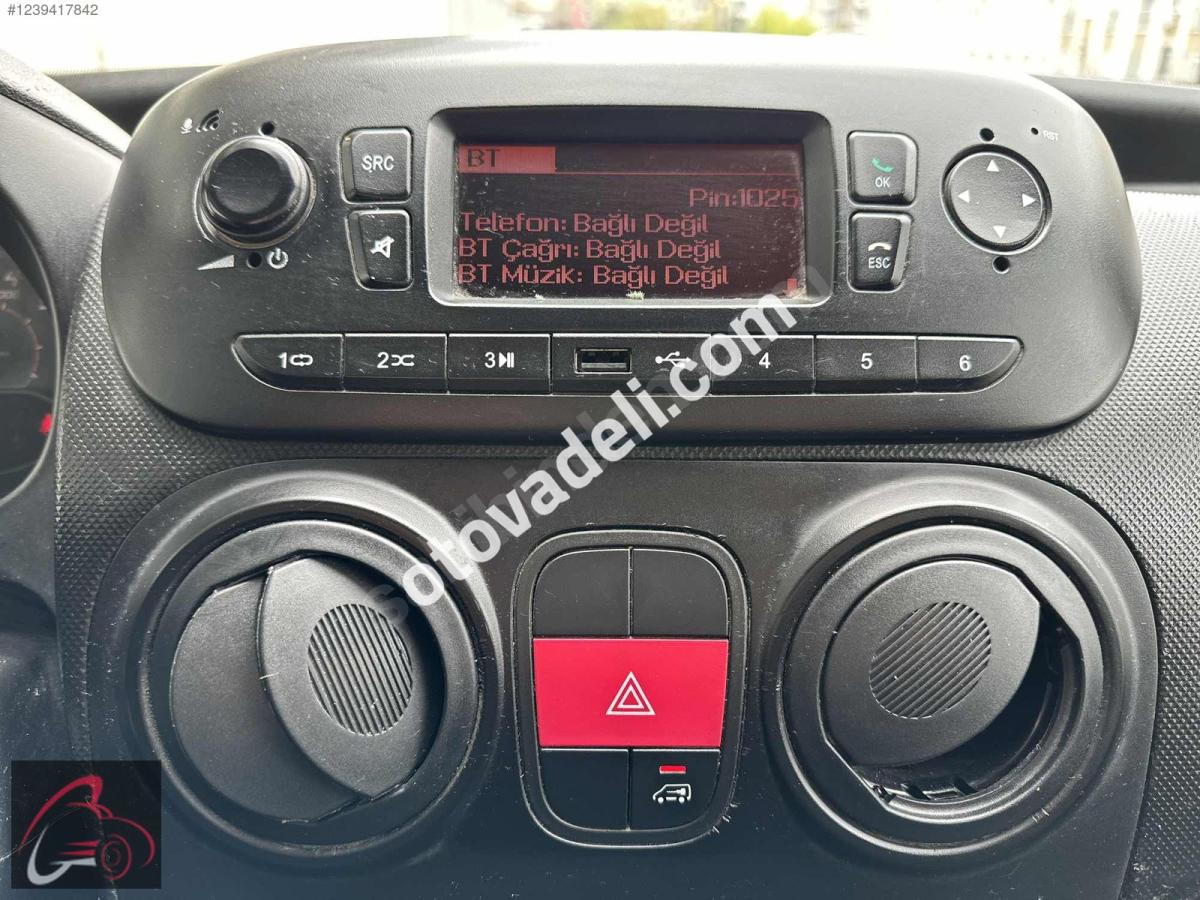 #1239417842
RST
SRC
BT
Pin:1025
Telefon: Bağlı Değil
BT Çağrı: Bağlı Değil
BT Müzik: Bağlı Değil
OK
ESC
1
2
3
4
5
6
sotovadeli.com